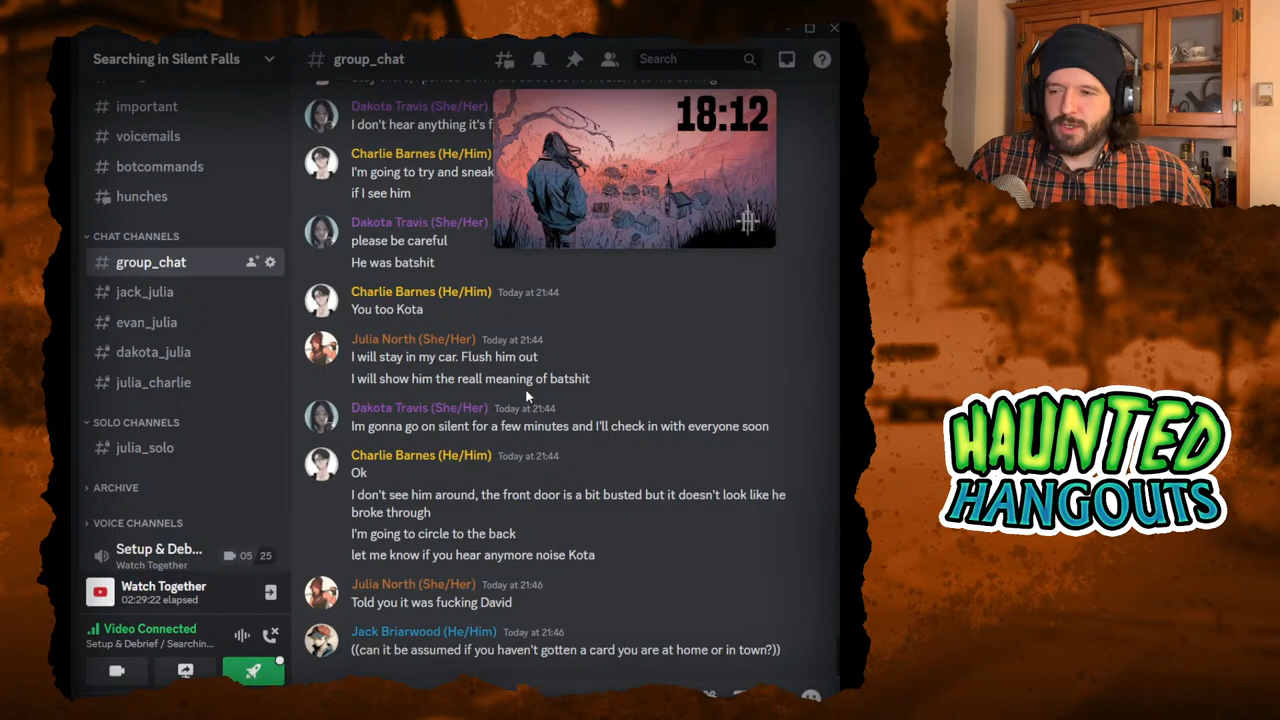 Searching in Silent Falls
important
voicemails
botcommands
hunches
CHAT CHANNELS
group_chat
jack_julia
evan_julia
dakota_julia
julia_charlie
SOLO CHANNELS
julia_solo
ARCHIVE
VOICE CHANNELS
Setup & Deb...
05 25
Watch Together
Watch Together
02:29:22 elapsed
Video Connected
Setup & Debrief / Searchin...
# group_chat
Search
Dakota Travis (She/Her)
I don't hear anything it's f
Charlie Barnes (He/Him)
I'm going to try and sneak
if I see him
Dakota Travis (She/Her)
please be careful
He was batshit
Charlie Barnes (He/Him) Today at 21:44
You too Kota
Julia North (She/Her) Today at 21:44
I will stay in my car. Flush him out
I will show him the reall meaning of batshit
Dakota Travis (She/Her) Today at 21:44
Im gonna go on silent for a few minutes and I'll check in with everyone soon
Charlie Barnes (He/Him) Today at 21:44
Ok
I don't see him around, the front door is a bit busted but it doesn't look like he
broke through
I'm going to circle to the back
let me know if you hear anymore noise Kota
Julia North (She/Her) Today at 21:46
Told you it was fucking David
Jack Briarwood (He/Him) Today at 21:46
((can it be assumed if you haven't gotten a card you are at home or in town?))
18:12
HAUNTED
HANGOUTS